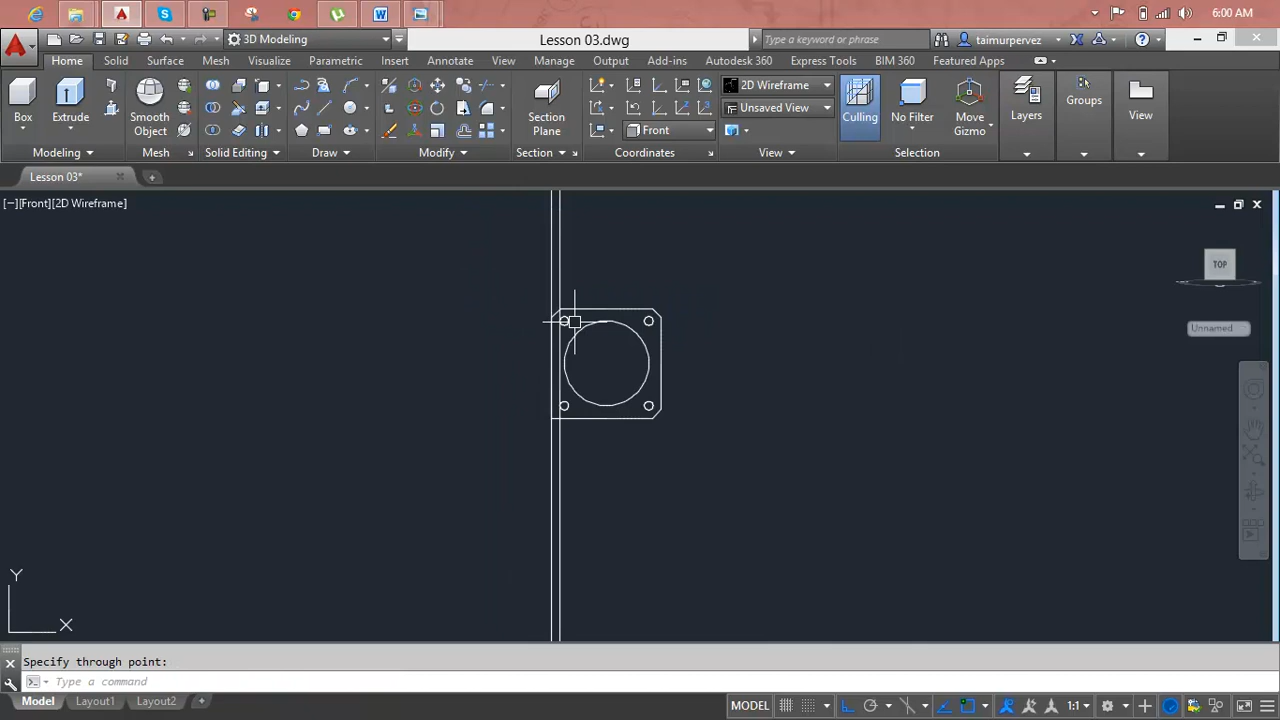 6:00 AM
3D Modeling
Lesson 03.dwg
Type a keyword or phrase
taimurpervez
Home Solid Surface Mesh Visualize Parametric Insert Annotate View Manage Output Add-ins Autodesk 360 Express Tools BIM 360 Featured Apps
2D Wireframe
Unsaved View
Front
Box
Extrude
Smooth
Object
Section
Plane
Culling
No Filter
Move
Gizmo
Layers
Groups
View
Modeling Mesh Solid Editing Draw Modify Section Coordinates View Selection
Lesson 03*
[−][Front][2D Wireframe]
TOP
Unnamed
Y
X
Specify through point:
Type a command
Model Layout1 Layout2
MODEL
1:1